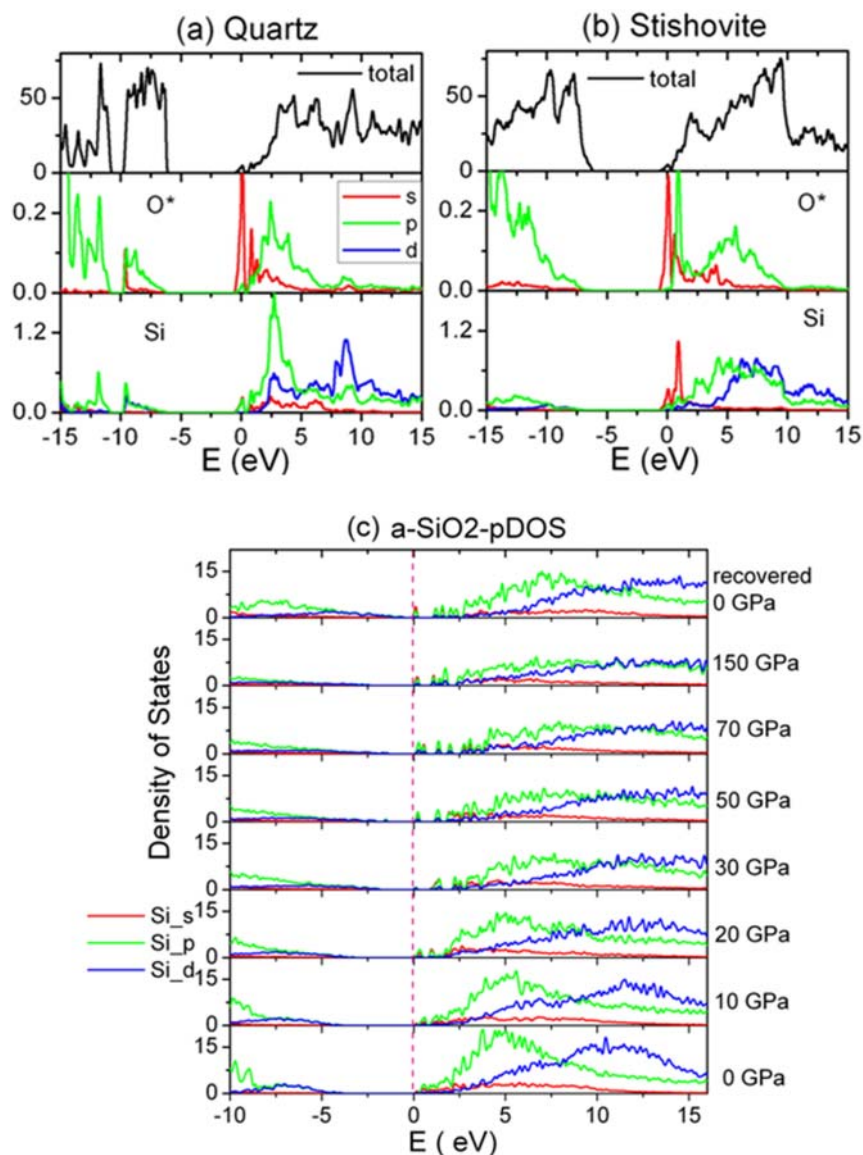 (a) Quartz
total
50
0
O*
s
p
d
0.2
0.0
Si
1.2
0.0
-15 -10 -5 0 5 10 15
E (eV)
(b) Stishovite
total
50
0
O*
0.2
0.0
Si
1.2
0.0
-15 -10 -5 0 5 10 15
E (eV)
(c) a-SiO2-pDOS
Density of States
15
0
recovered
0 GPa
15
0
150 GPa
15
0
70 GPa
15
0
50 GPa
15
0
30 GPa
Si_s
Si_p
Si_d
15
0
20 GPa
15
0
10 GPa
15
0
0 GPa
-10 -5 0 5 10 15
E ( eV)